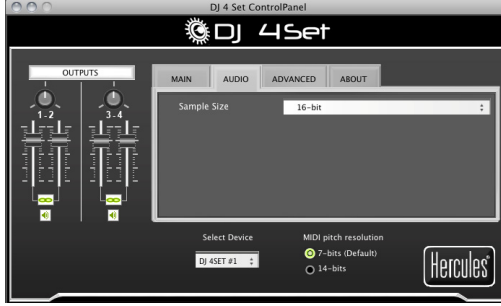 DJ 4 Set ControlPanel
DJ 4Set
OUTPUTS
1-2
3-4
MAIN
AUDIO
ADVANCED
ABOUT
Sample Size
16-bit
Select Device
DJ 4SET #1
MIDI pitch resolution
7-bits (Default)
14-bits
Hercules®